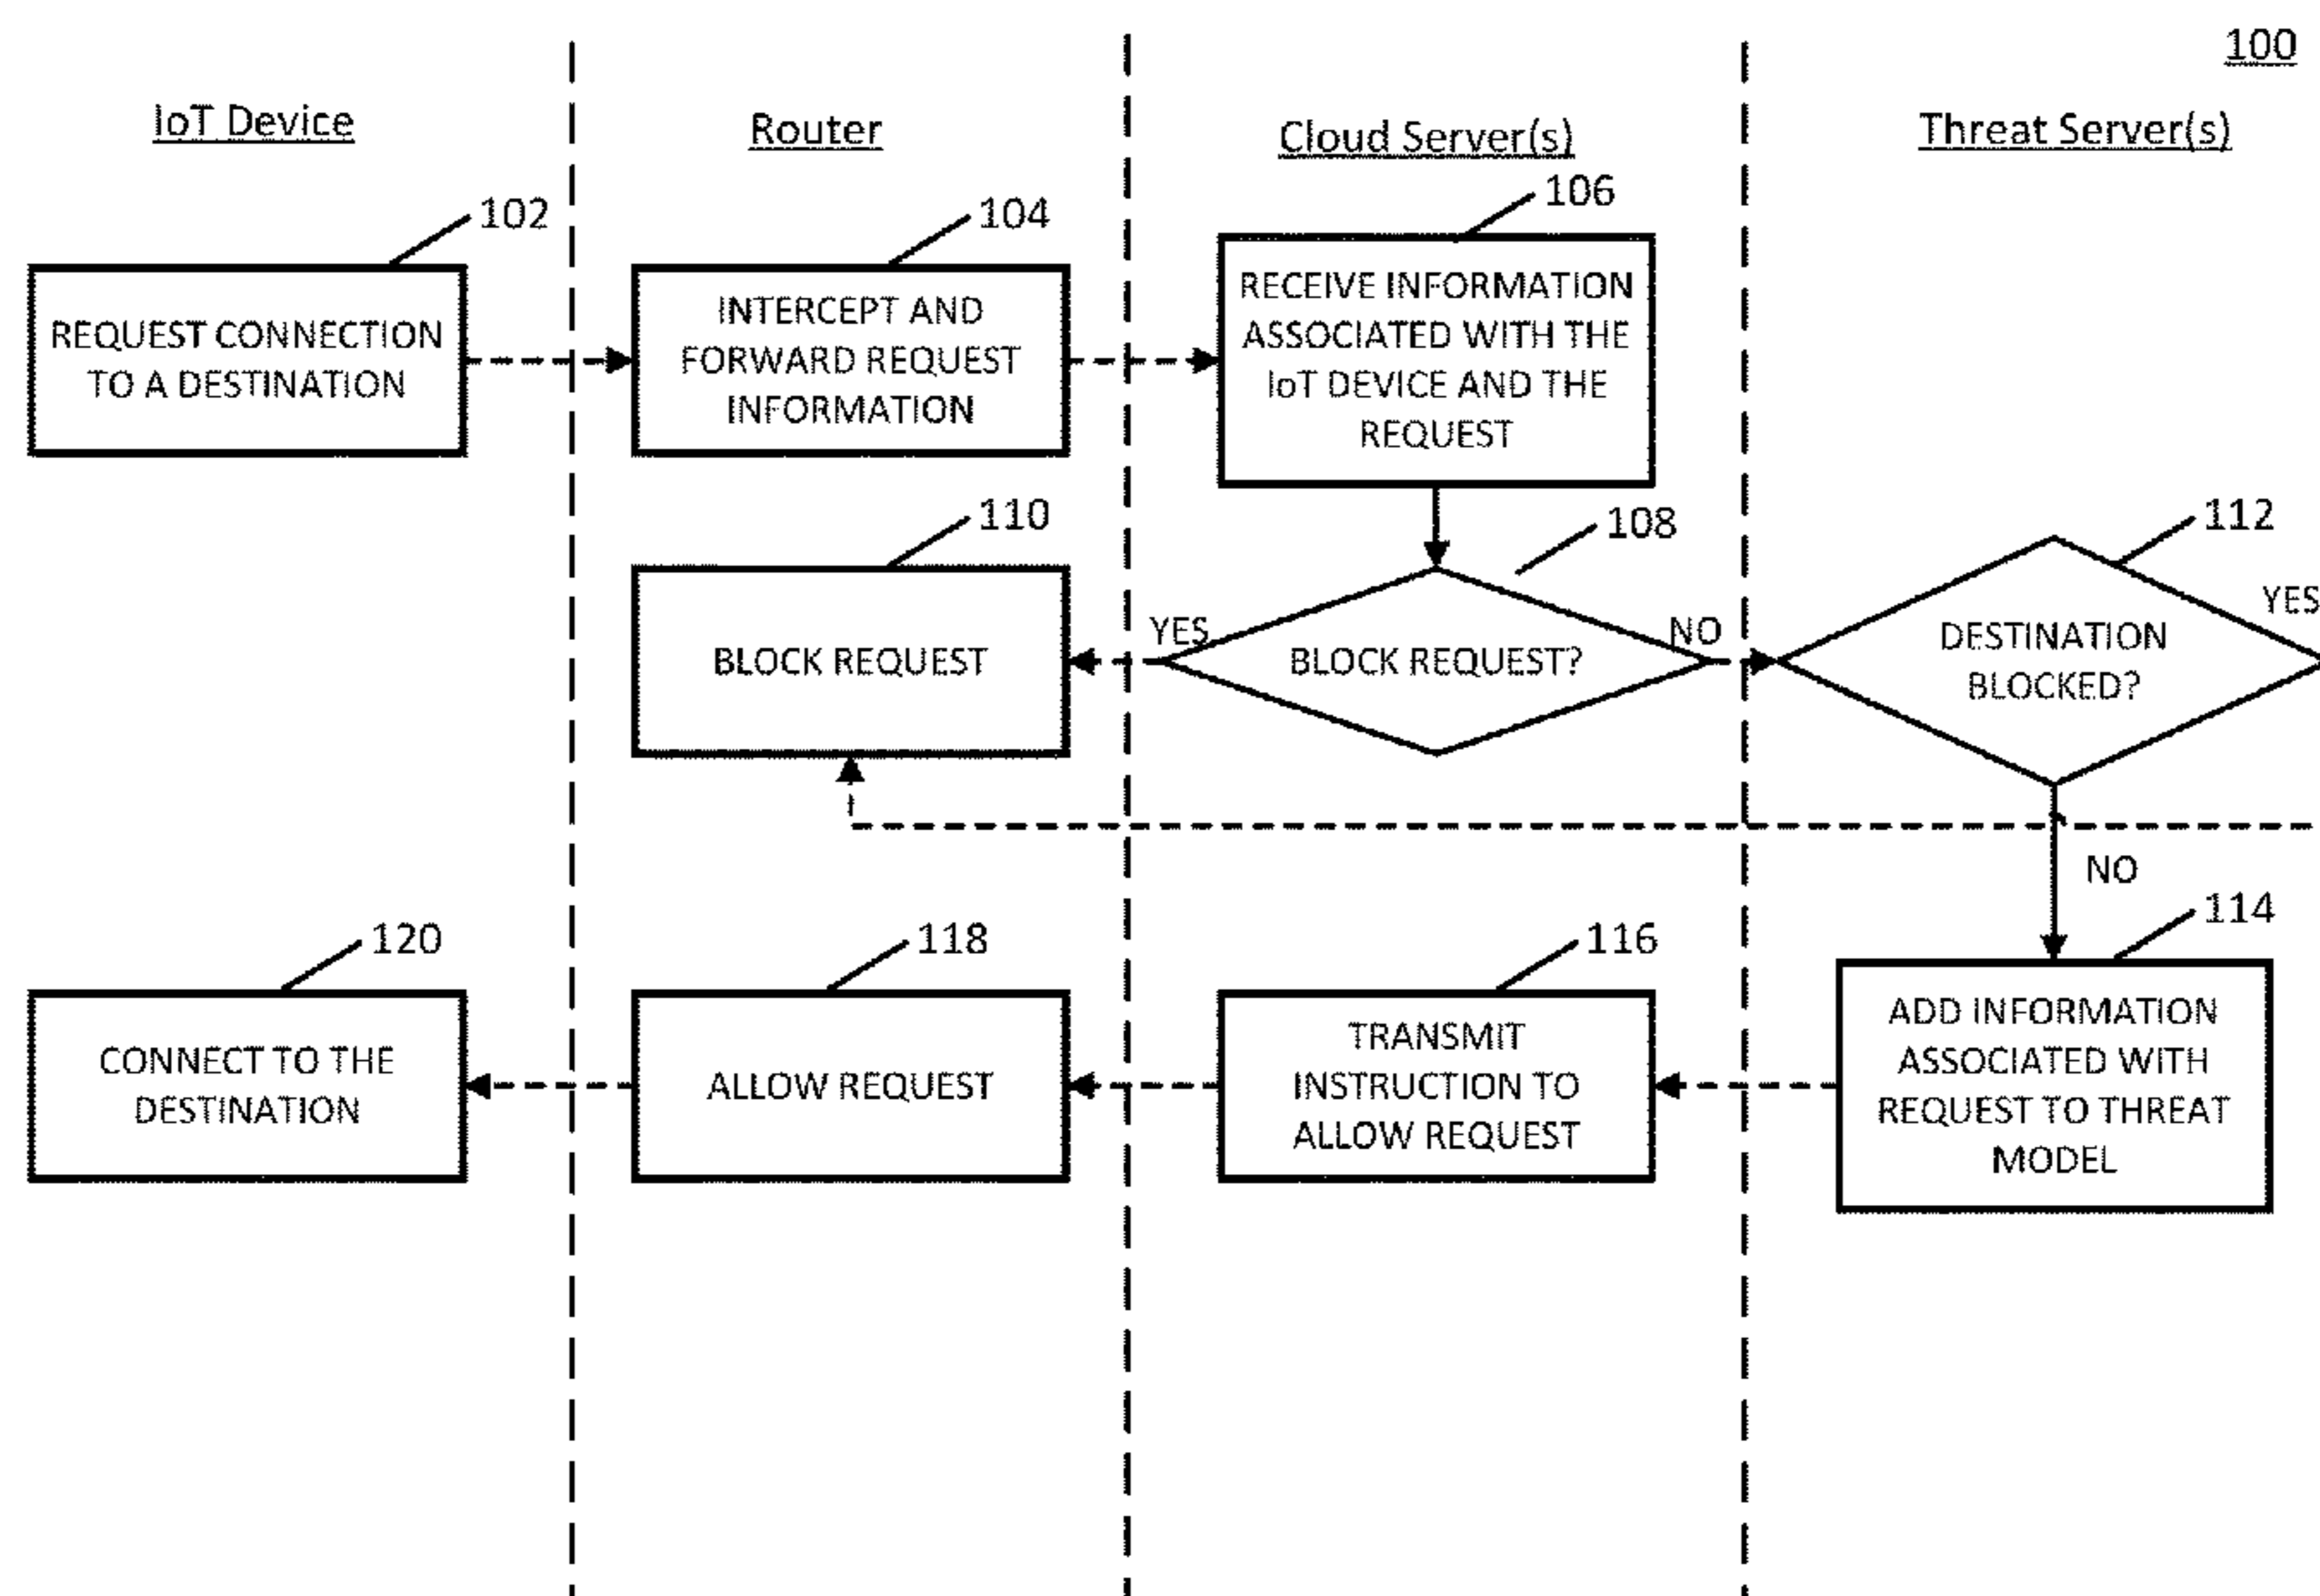 100
IoT Device
Router
Cloud Server(s)
Threat Server(s)
102
104
106
REQUEST CONNECTION
TO A DESTINATION
INTERCEPT AND
FORWARD REQUEST
INFORMATION
RECEIVE INFORMATION
ASSOCIATED WITH THE
IoT DEVICE AND THE
REQUEST
110
108
112
BLOCK REQUEST
YES
BLOCK REQUEST?
NO
DESTINATION
BLOCKED?
YES
NO
120
118
116
114
CONNECT TO THE
DESTINATION
ALLOW REQUEST
TRANSMIT
INSTRUCTION TO
ALLOW REQUEST
ADD INFORMATION
ASSOCIATED WITH
REQUEST TO THREAT
MODEL